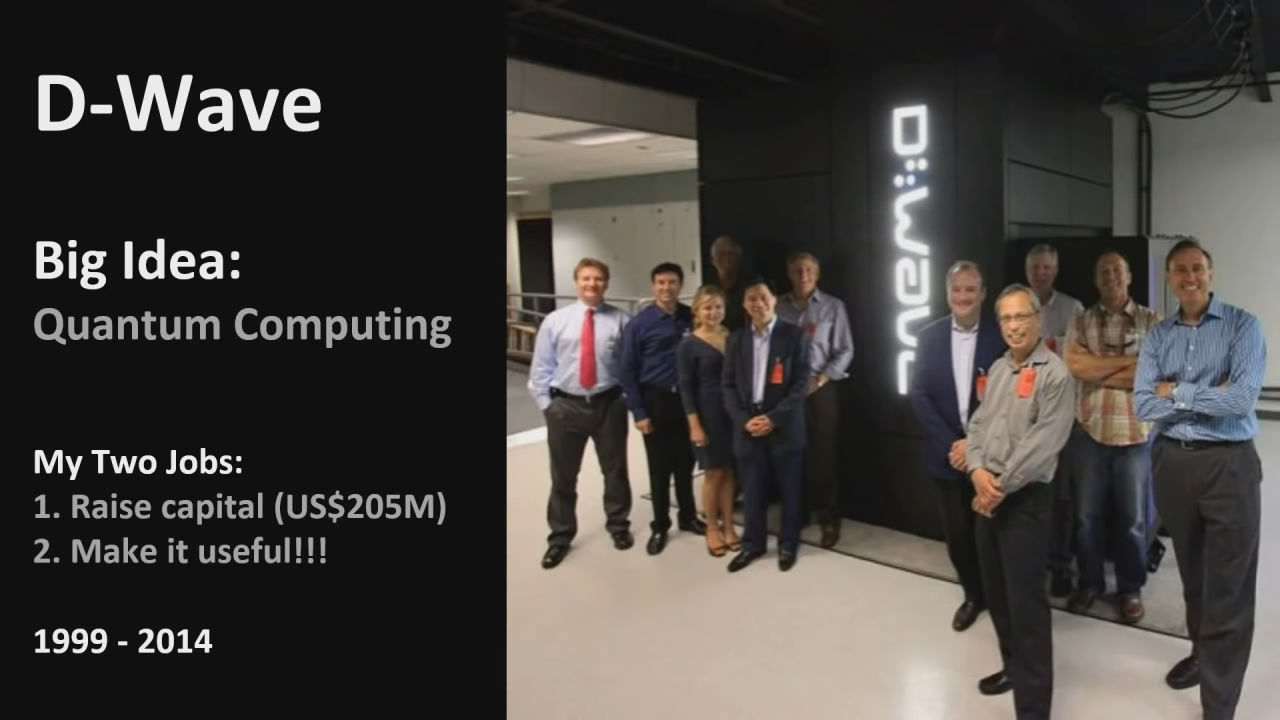 D-Wave
Big Idea:
Quantum Computing
My Two Jobs:
1. Raise capital (US$205M)
2. Make it useful!!!
1999 - 2014
D:wave